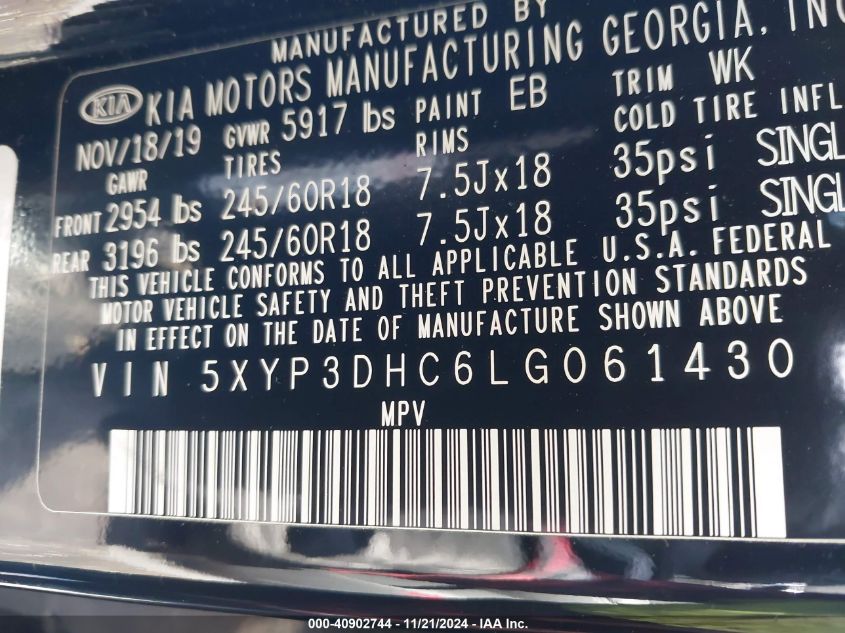 MANUFACTURED BY
KIA KIA MOTORS MANUFACTURING GEORGIA, INC
NOV/18/19 GVWR 5917 lbs PAINT EB TRIM WK
GAWR TIRES RIMS COLD TIRE INFL
FRONT 2954 lbs 245/60R18 7.5Jx18 35psi SINGL
REAR 3196 lbs 245/60R18 7.5Jx18 35psi SINGL
THIS VEHICLE CONFORMS TO ALL APPLICABLE U.S.A. FEDERAL
MOTOR VEHICLE SAFETY AND THEFT PREVENTION STANDARDS
IN EFFECT ON THE DATE OF MANUFACTURE SHOWN ABOVE
VIN 5XYP3DHC6LG061430
MPV
000-40902744 - 11/21/2024 - IAA Inc.